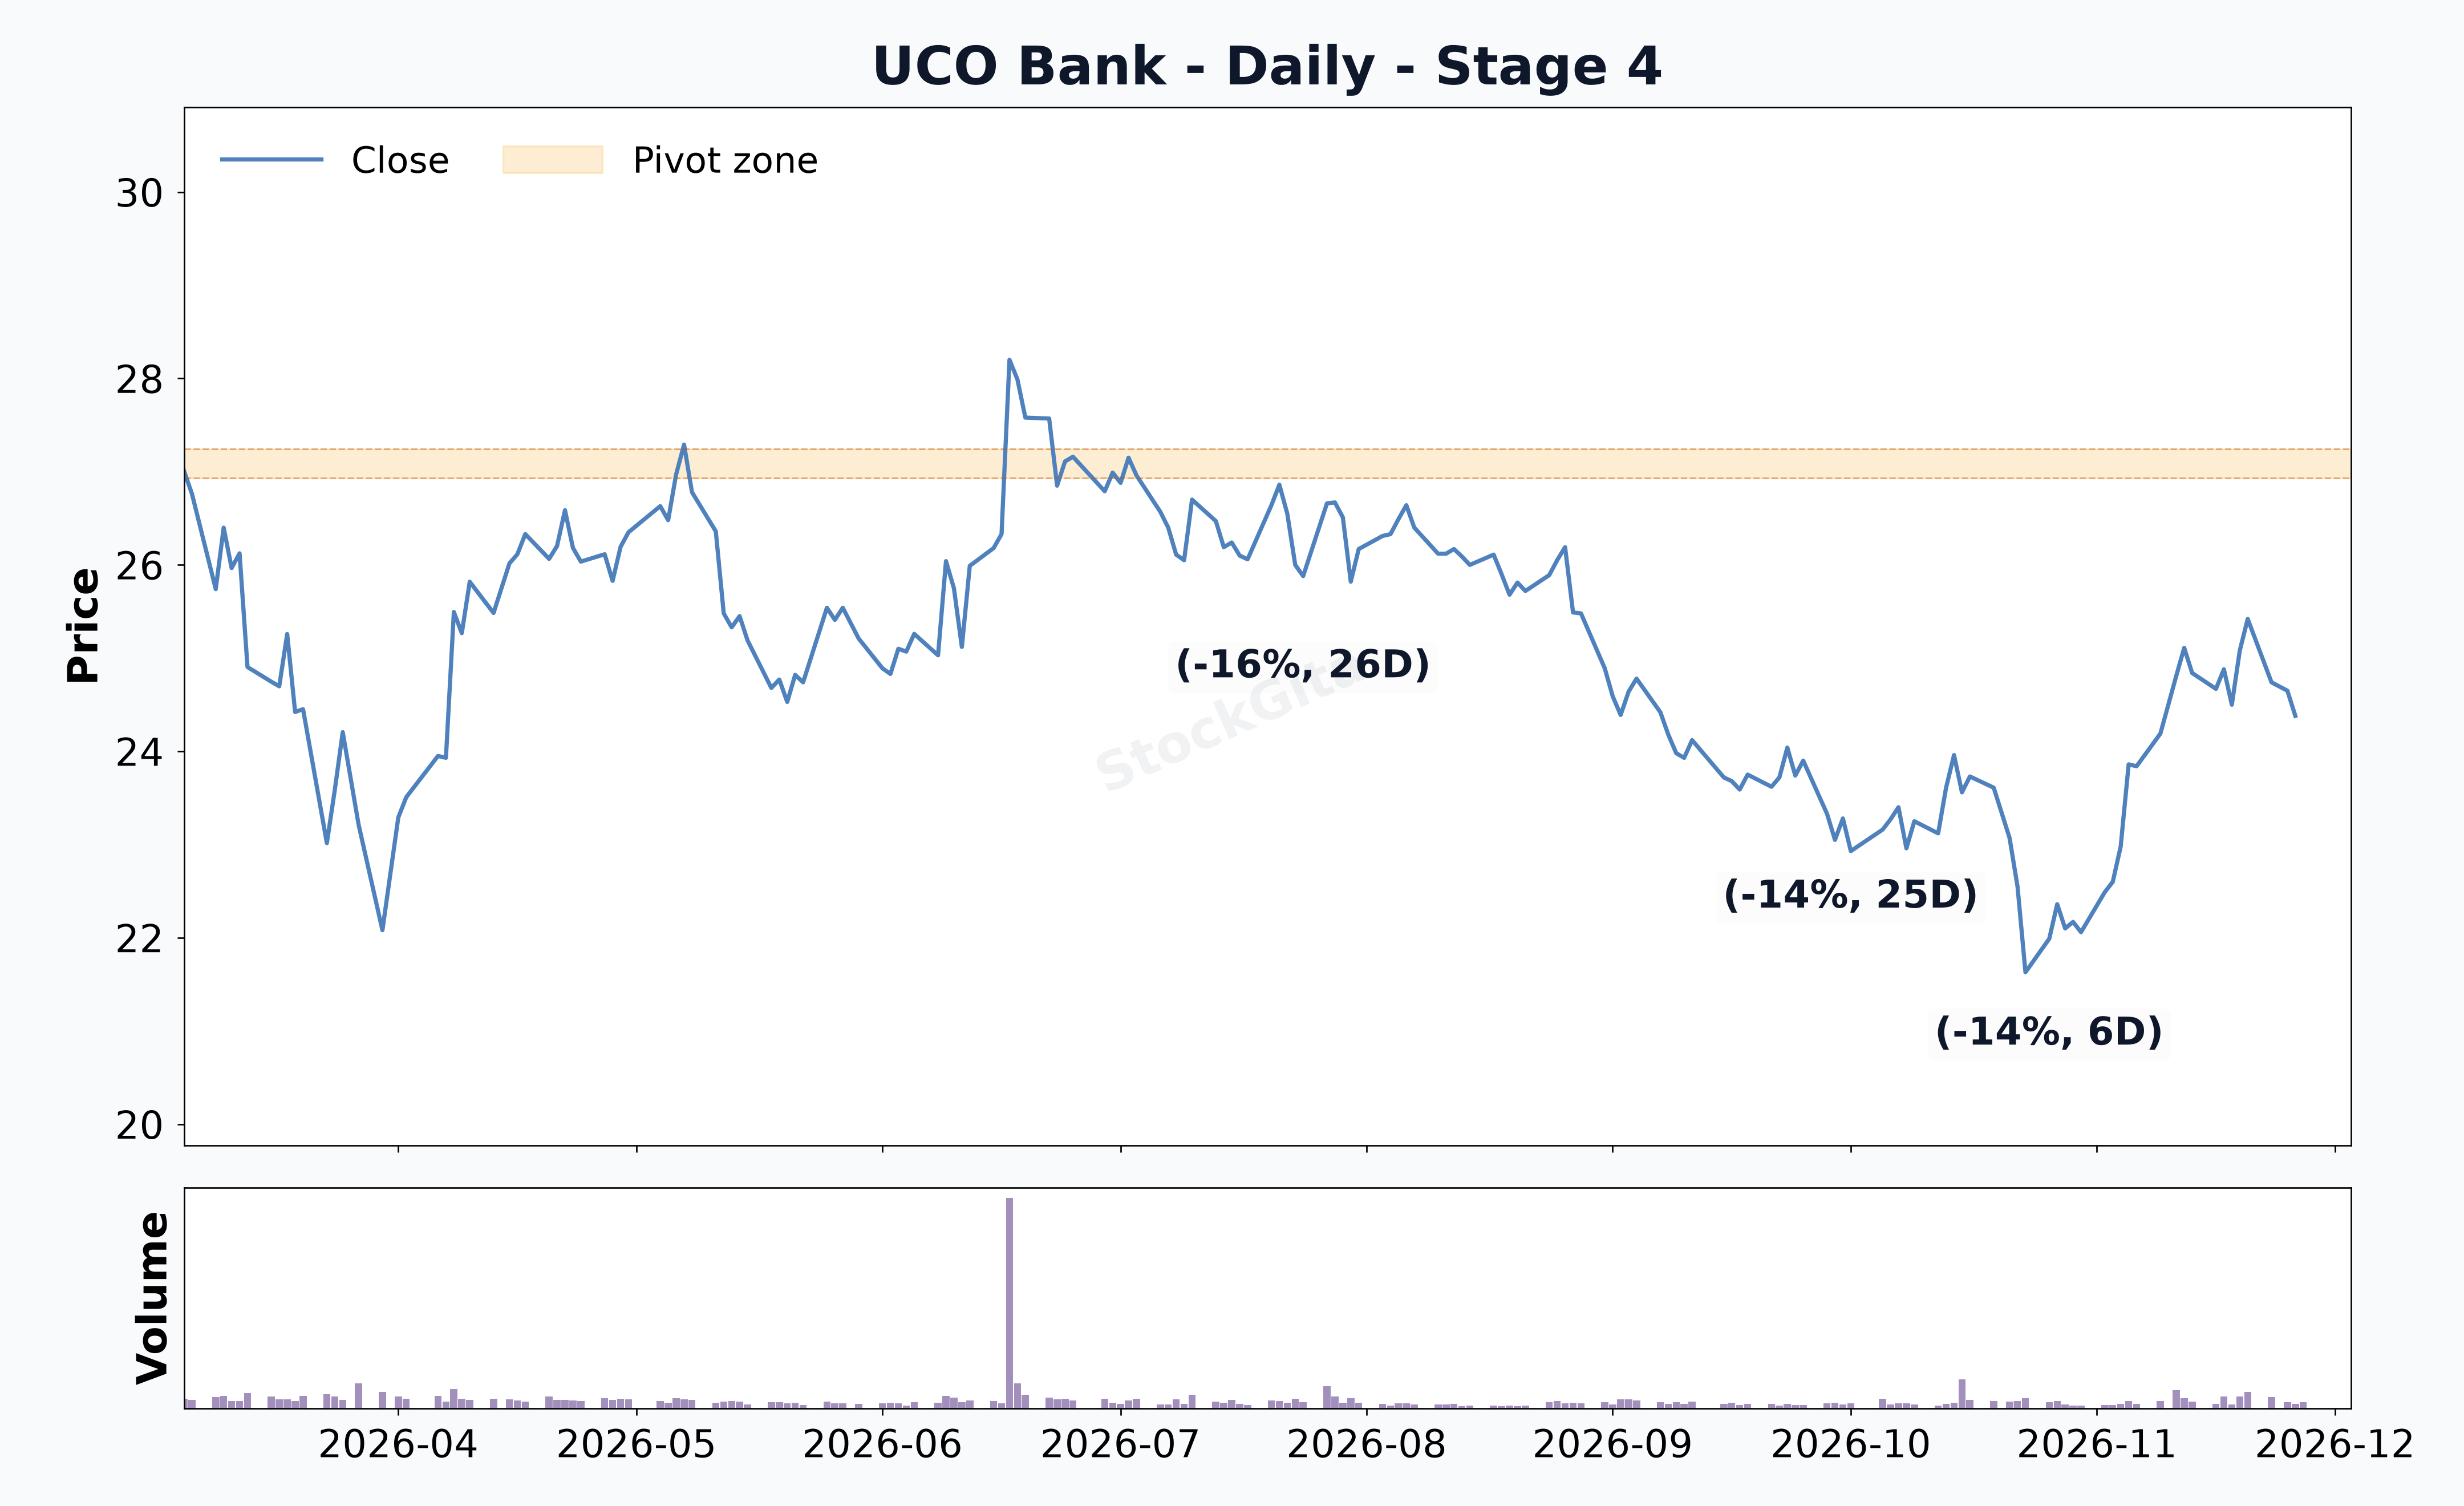 UCO Bank - Daily - Stage 4
Close
Pivot zone
30
28
26
24
22
20
Price
(-16%, 26D)
(-14%, 25D)
(-14%, 6D)
Volume
2026-04
2026-05
2026-06
2026-07
2026-08
2026-09
2026-10
2026-11
2026-12